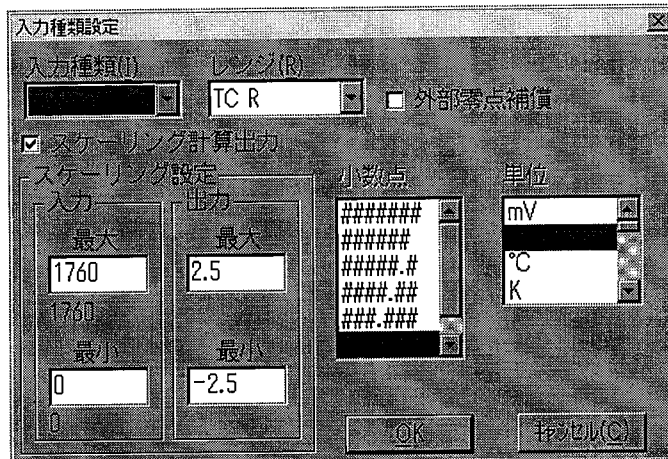 入力種類設定
入力種類(I)
レンジ(R)
TC R
外部零点補償
スケーリング計算出力
スケーリング設定
入力
最大
1760
1760
最小
0
0
出力
最大
2.5
最小
-2.5
小数点
#######
######
#####.#
####.##
###.###
単位
mV
°C
K
OK
キャンセル(C)